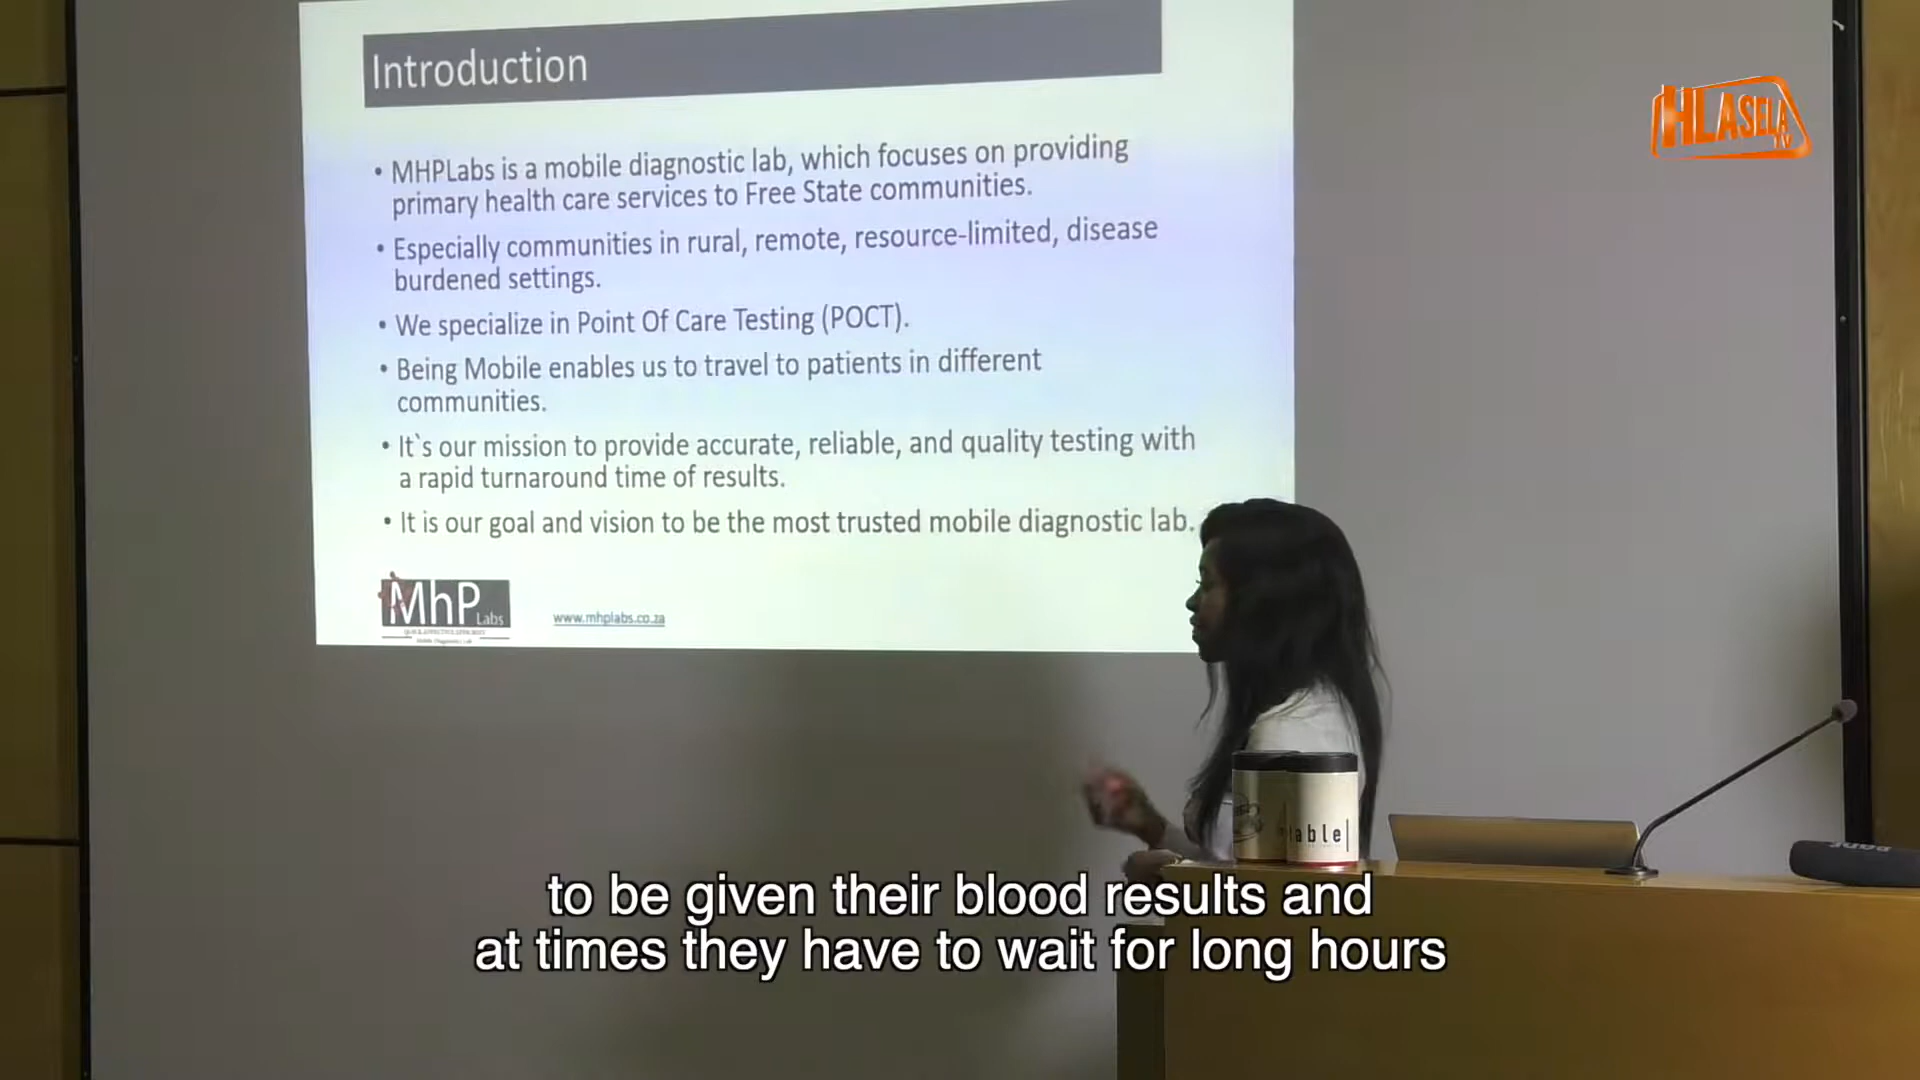 Introduction
HLASELA
TV
• MHPLabs is a mobile diagnostic lab, which focuses on providing
primary health care services to Free State communities.
• Especially communities in rural, remote, resource-limited, disease
burdened settings.
• We specialize in Point Of Care Testing (POCT).
• Being Mobile enables us to travel to patients in different
communities.
• It`s our mission to provide accurate, reliable, and quality testing with
a rapid turnaround time of results.
• It is our goal and vision to be the most trusted mobile diagnostic lab.
MhP Labs
www.mhplabs.co.za
table
to be given their blood results and
at times they have to wait for long hours